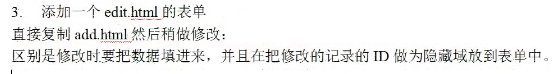 3. 添加一个 edit.html 的表单
直接复制 add.html 然后稍做修改：
区别是修改时要把数据填进来，并且在把修改的记录的 ID 做为隐藏域放到表单中。